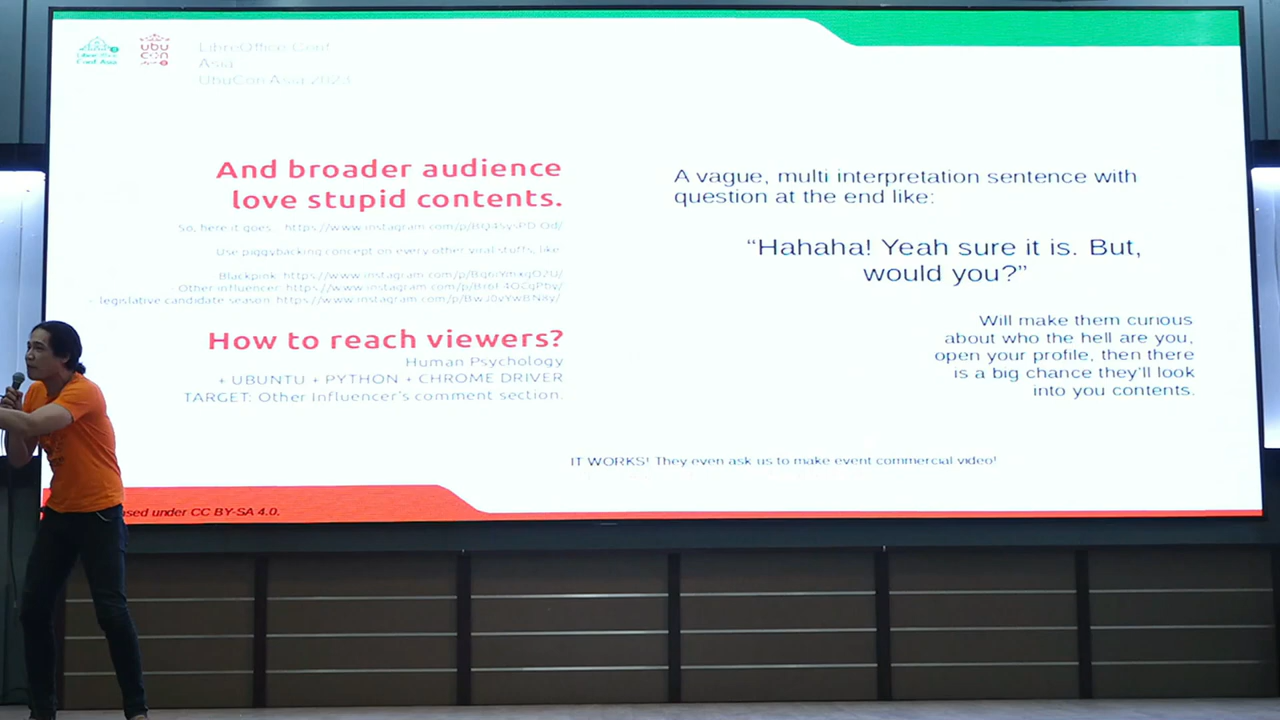 LibreOffice Conf
Asia
UbuCon Asia 2023
LibreOffice
Conf Asia
ubu
con
And broader audience
love stupid contents.
So, here it goes.. https://www.instagram.com/p/
Use piggybacking concept on every other viral stuffs, like
Blackpink: https://www.instagram.com/p/
- Other influencer: https://www.instagram.com/p/
- legislative candidate season: https://www.instagram.com/p/
How to reach viewers?
Human Psychology
+ UBUNTU + PYTHON + CHROME DRIVER
TARGET: Other Influencer's comment section.
A vague, multi interpretation sentence with
question at the end like:
“Hahaha! Yeah sure it is. But,
would you?”
Will make them curious
about who the hell are you,
open your profile, then there
is a big chance they'll look
into you contents.
IT WORKS! They even ask us to make event commercial video!
sed under CC BY-SA 4.0.